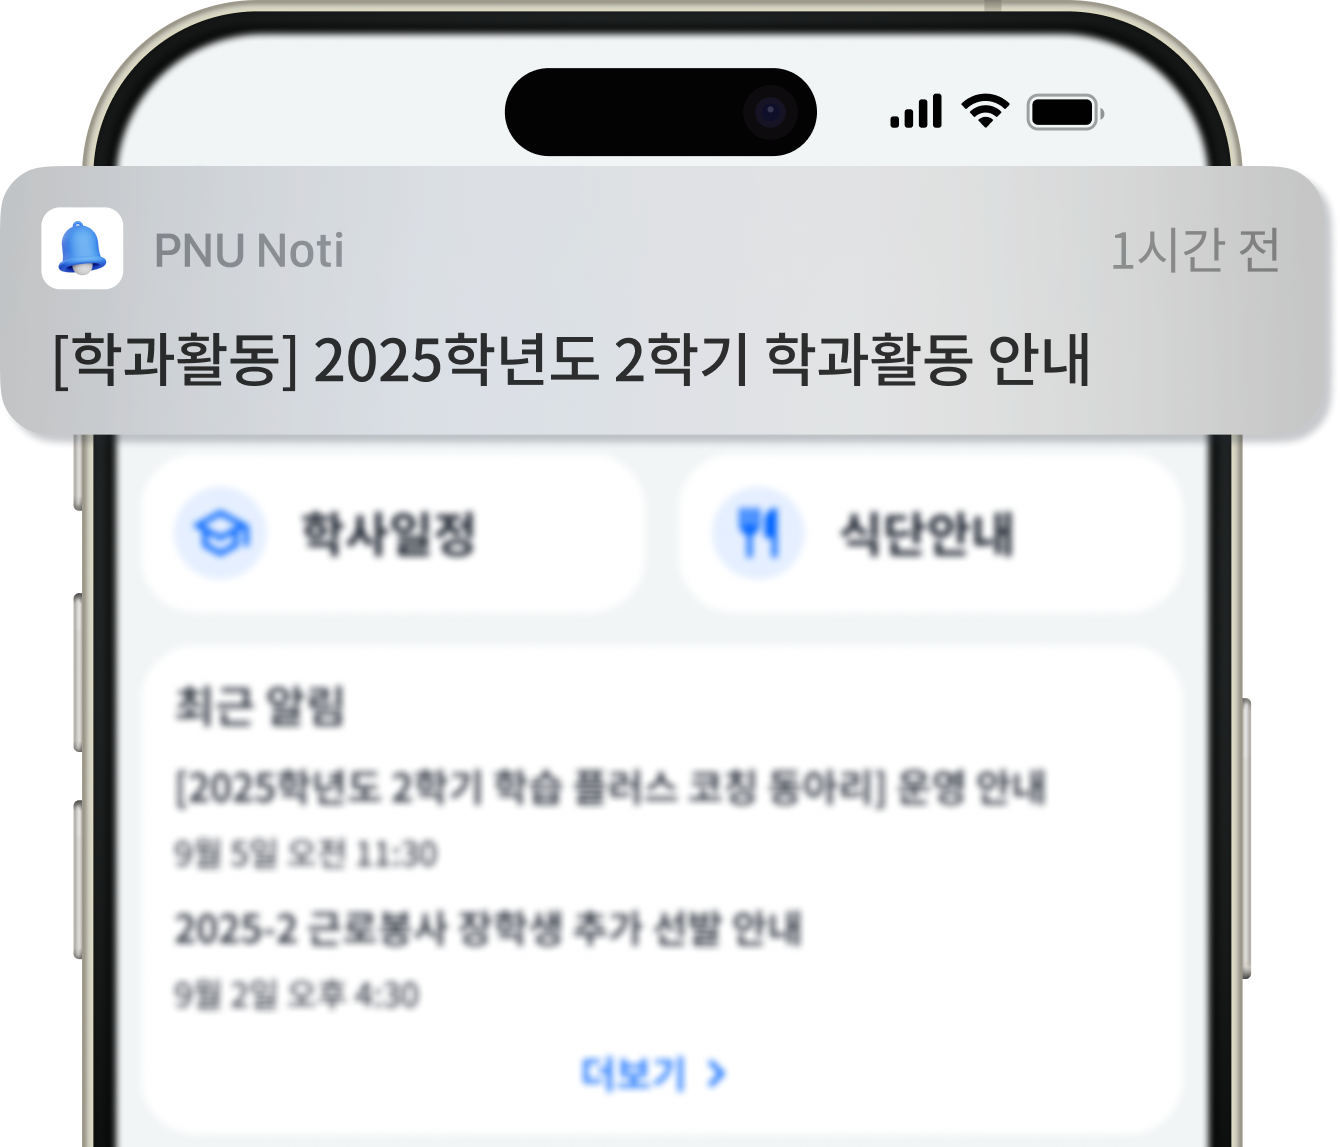 PNU Noti
1시간 전
[학과활동] 2025학년도 2학기 학과활동 안내
학사일정
식단안내
최근 알림
[2025학년도 2학기 학습 플러스 코칭 동아리] 운영 안내
9월 5일 오전 11:30
2025-2 근로봉사 장학생 추가 선발 안내
9월 2일 오후 4:30
더보기